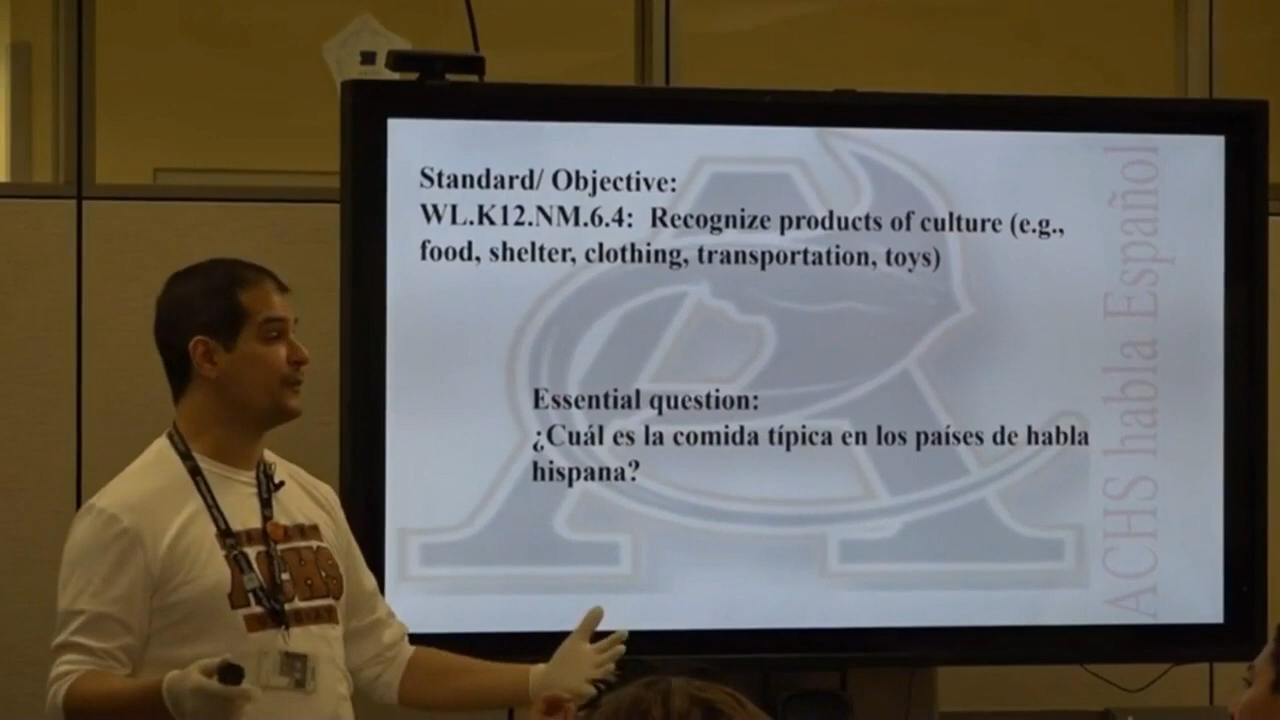 Standard/ Objective:
WL.K12.NM.6.4: Recognize products of culture (e.g.,
food, shelter, clothing, transportation, toys)
Essential question:
¿Cuál es la comida típica en los países de habla
hispana?
ACHS habla Español
ACHS